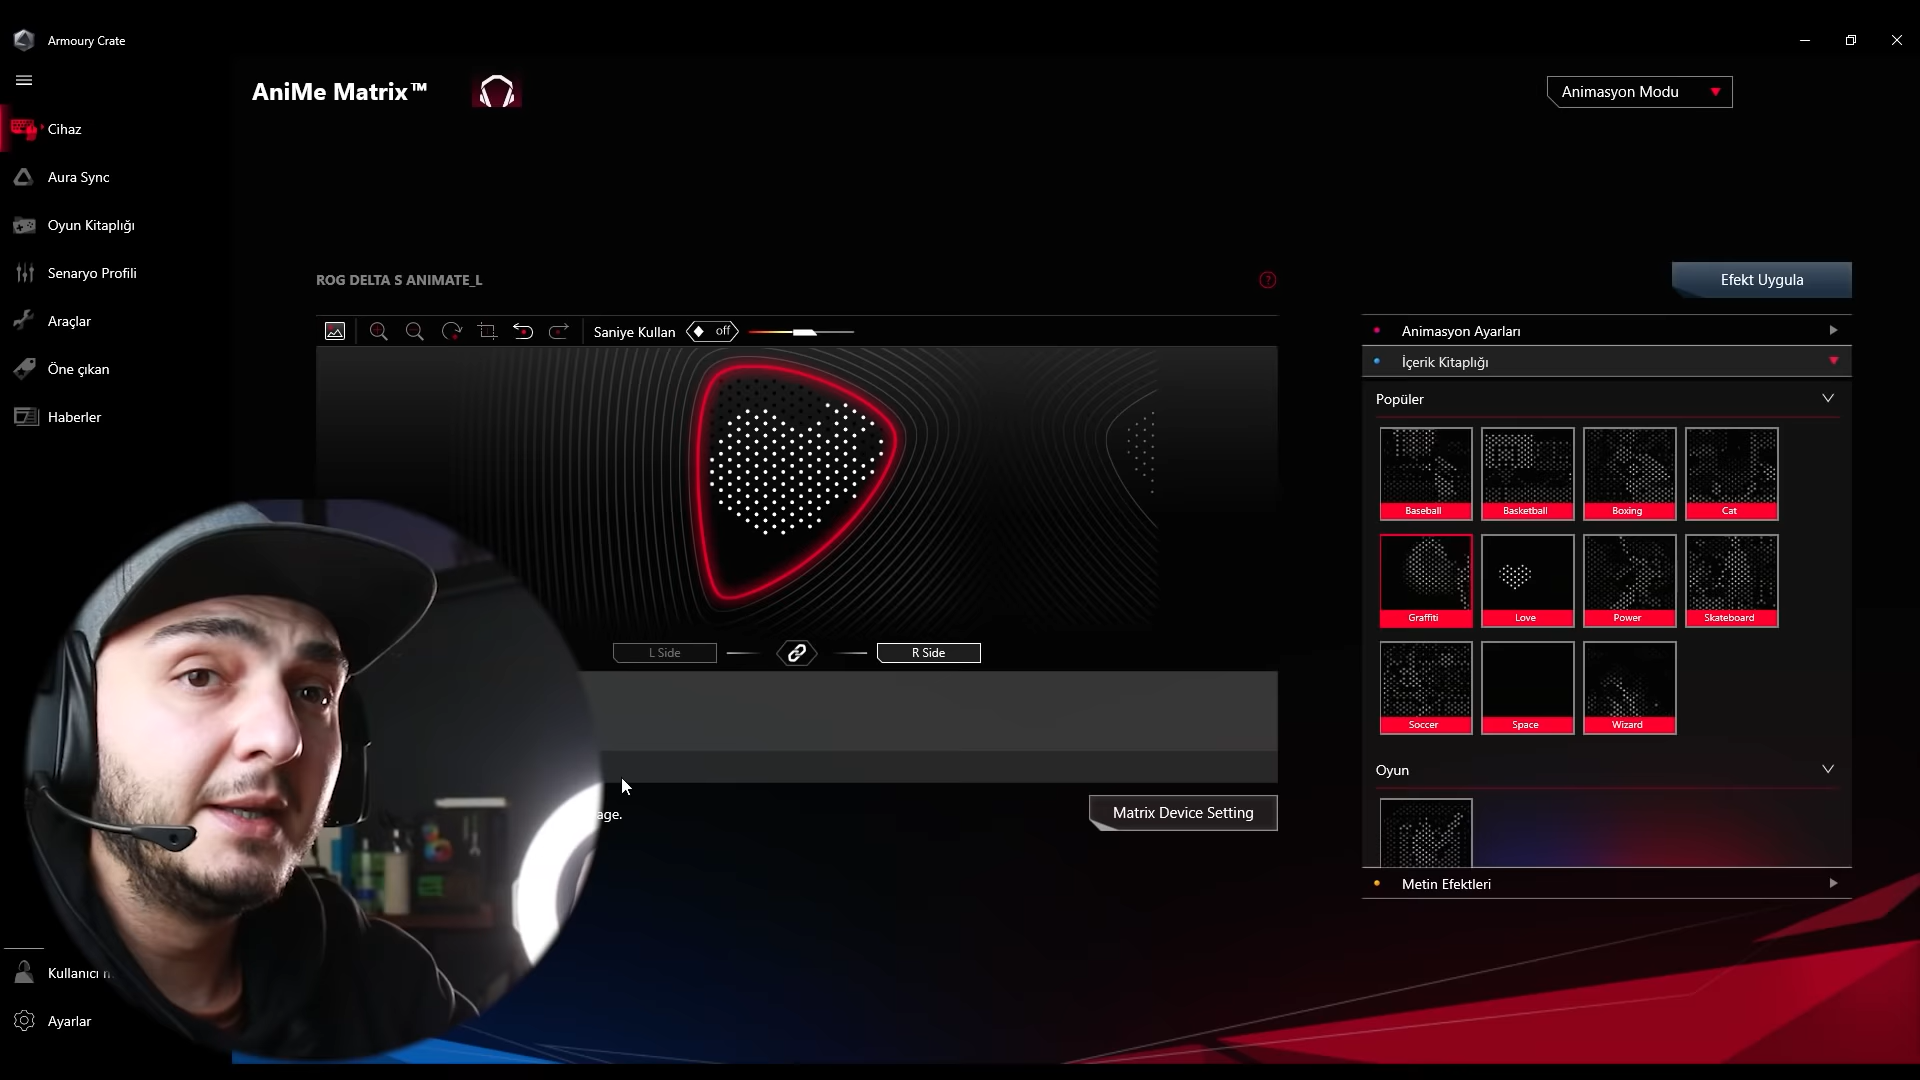 Armoury Crate
AniMe Matrix™
Animasyon Modu
Cihaz
Aura Sync
Oyun Kitaplığı
Senaryo Profili
Araçlar
Öne çıkan
Haberler
ROG DELTA S ANIMATE_L
?
Efekt Uygula
Saniye Kullan off
Animasyon Ayarları
İçerik Kitaplığı
Popüler
Baseball
Basketball
Boxing
Cat
Graffiti
Love
Power
Skateboard
Soccer
Space
Wizard
L Side
R Side
Oyun
age.
Matrix Device Setting
Metin Efektleri
Kullanıcı
Ayarlar